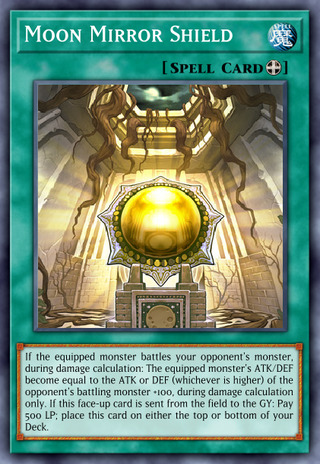 Moon Mirror Shield
魔
[Spell Card]
If the equipped monster battles your opponent's monster,
during damage calculation: The equipped monster's ATK/DEF
become equal to the ATK or DEF (whichever is higher) of the
opponent's battling monster +100, during damage calculation
only. If this face-up card is sent from the field to the GY: Pay
500 LP; place this card on either the top or bottom of your
Deck.